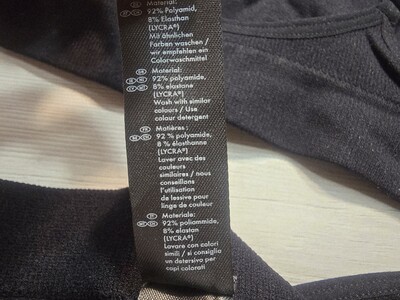 Material:
92% Polyamid,
8% Elasthan
(LYCRA®)
Mit ähnlichen
Farben waschen /
wir empfehlen ein
Colorwaschmittel
Material:
92% polyamide,
8% elastane
(LYCRA®)
Wash with similar
colours / Use
colour detergent
Matières:
92 % polyamide,
8 % élasthanne
(LYCRA®)
Laver avec des
couleurs
similaires / nous
conseillons
l'utilisation
de lessive pour
linge de couleur
Materiale:
92% poliammide,
8% elastan
(LYCRA®)
Lavare con colori
simili / si consiglia
un detersivo per
capi colorati